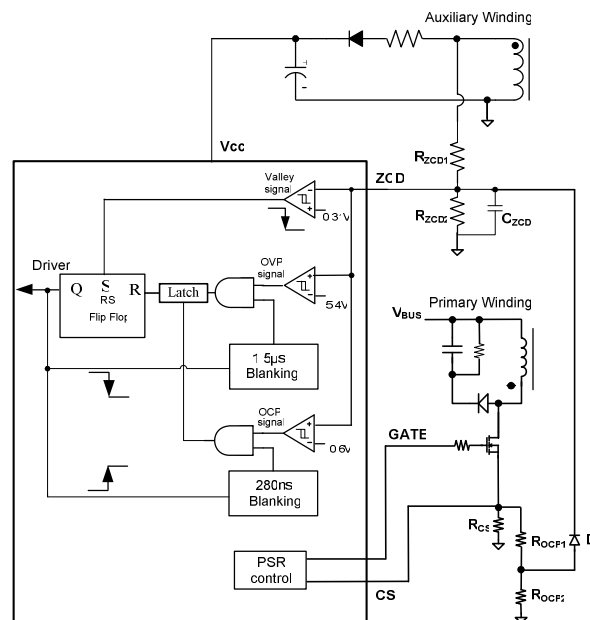 Auxiliary Winding
Vcc
ZCD
RZCD1
Valley
signal
0.31V
RZCD2
CZCD
Driver
Q S R
RS
Flip Flop
Latch
OVP
signal
5.4V
1.5µs
Blanking
Primary Winding
VBUS
OCP
signal
0.6V
GATE
280ns
Blanking
RCS
ROCP1
D
PSR
control
CS
ROCP2